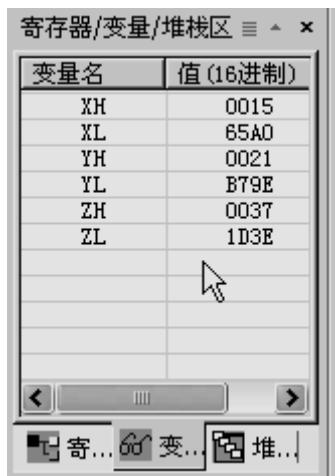 寄存器/变量/堆栈区
变量名 值(16进制)
XH 0015
XL 65A0
YH 0021
YL B79E
ZH 0037
ZL 1D3E
寄... 变... 堆...